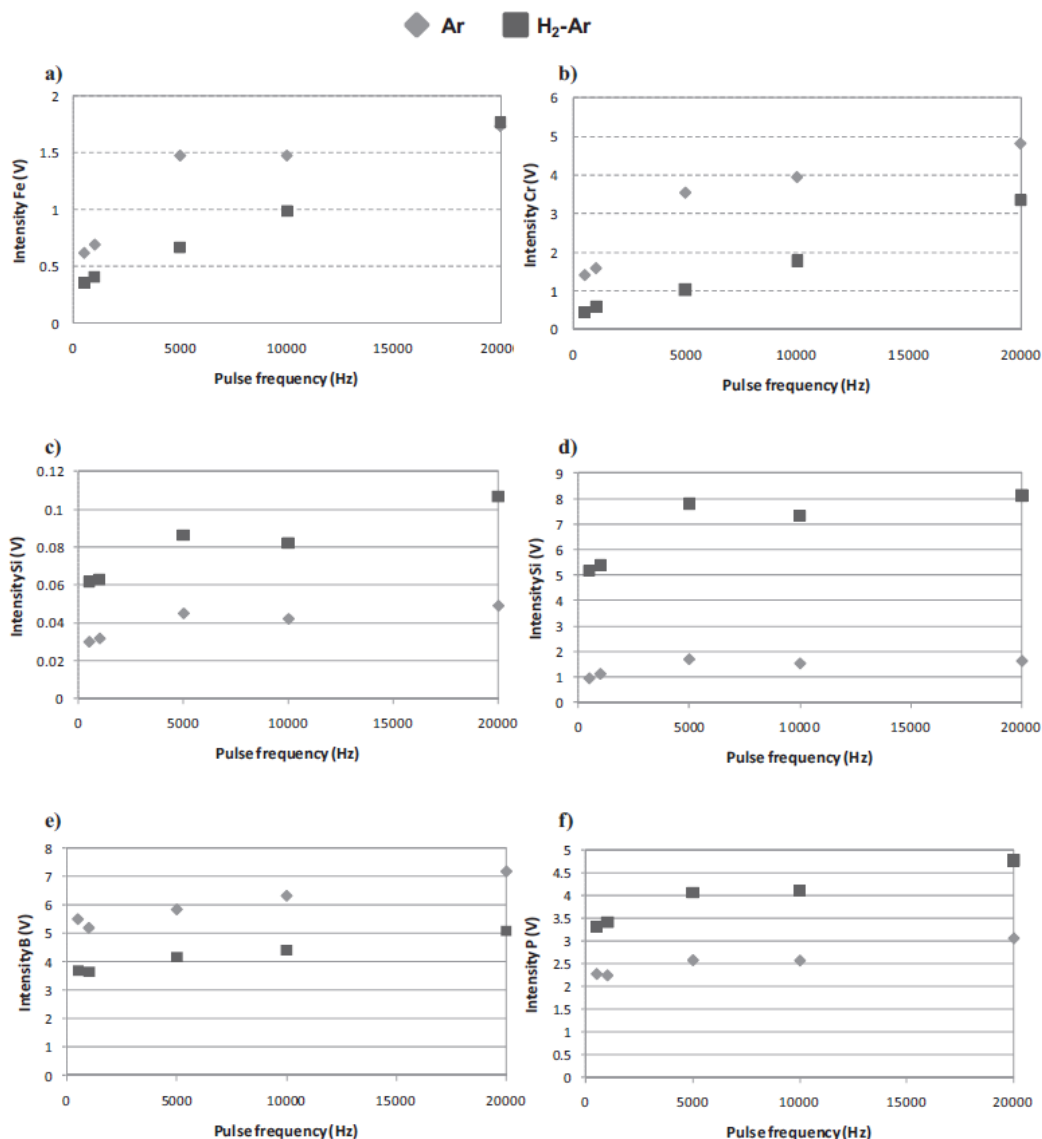 Ar H₂-Ar
a)
2
1.5
1
0.5
0
Intensity Fe (V)
0 5000 10000 15000 20000
Pulse frequency (Hz)
b)
6
5
4
3
2
1
0
Intensity Cr (V)
0 5000 10000 15000 20000
Pulse frequency (Hz)
c)
0.12
0.1
0.08
0.06
0.04
0.02
0
Intensity Si (V)
0 5000 10000 15000 20000
Pulse frequency (Hz)
d)
9
8
7
6
5
4
3
2
1
0
Intensity Si (V)
0 5000 10000 15000 20000
Pulse frequency (Hz)
e)
8
7
6
5
4
3
2
1
0
Intensity B (V)
0 5000 10000 15000 20000
Pulse frequency (Hz)
f)
5
4.5
4
3.5
3
2.5
2
1.5
1
0.5
0
Intensity P (V)
0 5000 10000 15000 20000
Pulse frequency (Hz)